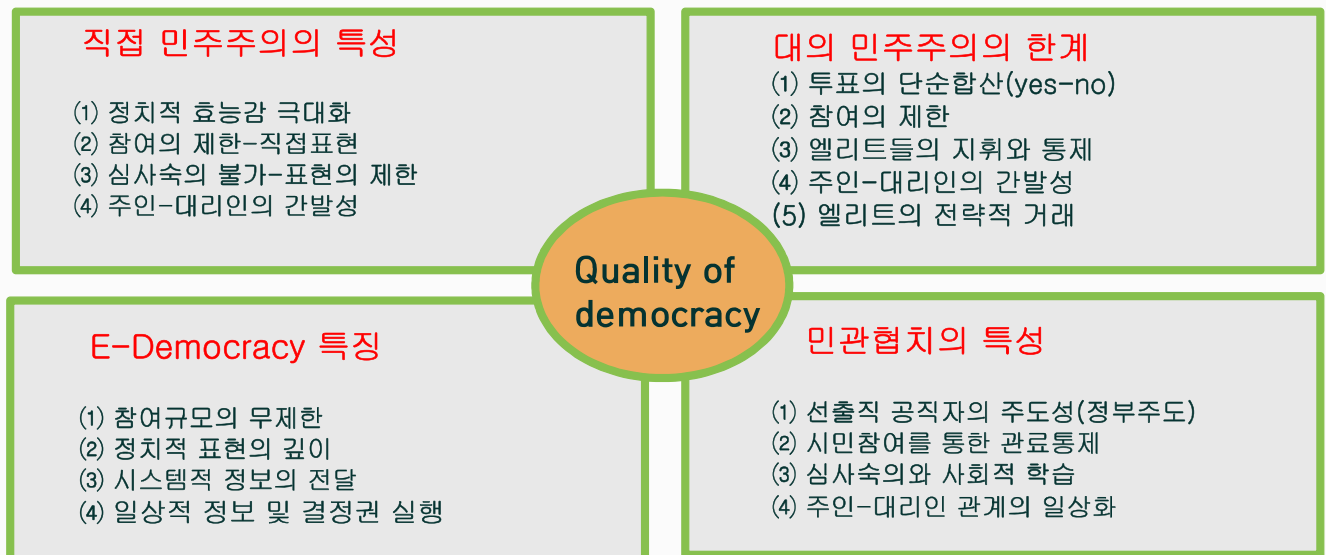 직접 민주주의의 특성
(1) 정치적 효능감 극대화
(2) 참여의 제한-직접표현
(3) 심사숙의 불가-표현의 제한
(4) 주인-대리인의 간발성
대의 민주주의의 한계
(1) 투표의 단순합산(yes-no)
(2) 참여의 제한
(3) 엘리트들의 지휘와 통제
(4) 주인-대리인의 간발성
(5) 엘리트의 전략적 거래
Quality of
democracy
E-Democracy 특징
(1) 참여규모의 무제한
(2) 정치적 표현의 깊이
(3) 시스템적 정보의 전달
(4) 일상적 정보 및 결정권 실행
민관협치의 특성
(1) 선출직 공직자의 주도성(정부주도)
(2) 시민참여를 통한 관료통제
(3) 심사숙의와 사회적 학습
(4) 주인-대리인 관계의 일상화